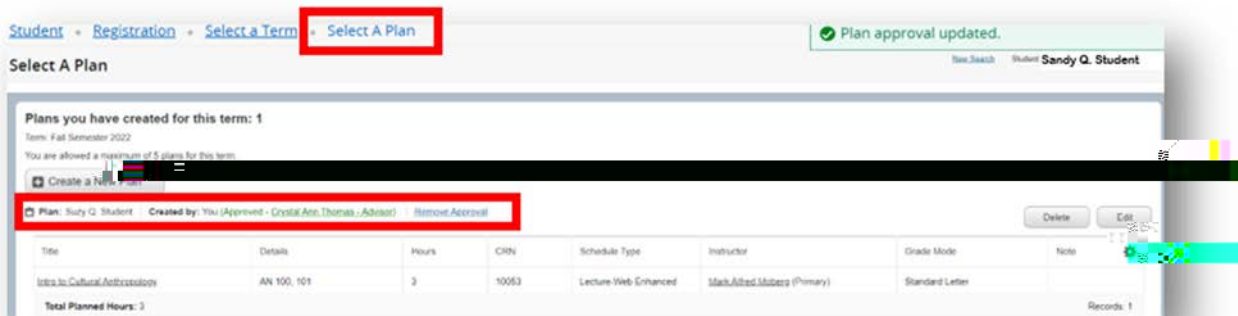 Student • Registration • Select a Term • Select A Plan
Plan approval updated.
Select A Plan
New Search Student Sandy Q. Student
Plans you have created for this term: 1
Term: Fall Semester 2022
You are allowed a maximum of 5 plans for this term.
Create a New Plan
Plan: Suzy Q. Student Created by: You (Approved - Crystal Ann Thomas - Advisor) Remove Approval
Delete Edit
Title Details Hours CRN Schedule Type Instructor Grade Mode Note
Intro to Cultural Anthropology AN 100, 101 3 10053 Lecture-Web Enhanced Mark Alfred Moberg (Primary) Standard Letter
Total Planned Hours: 3 Records: 1